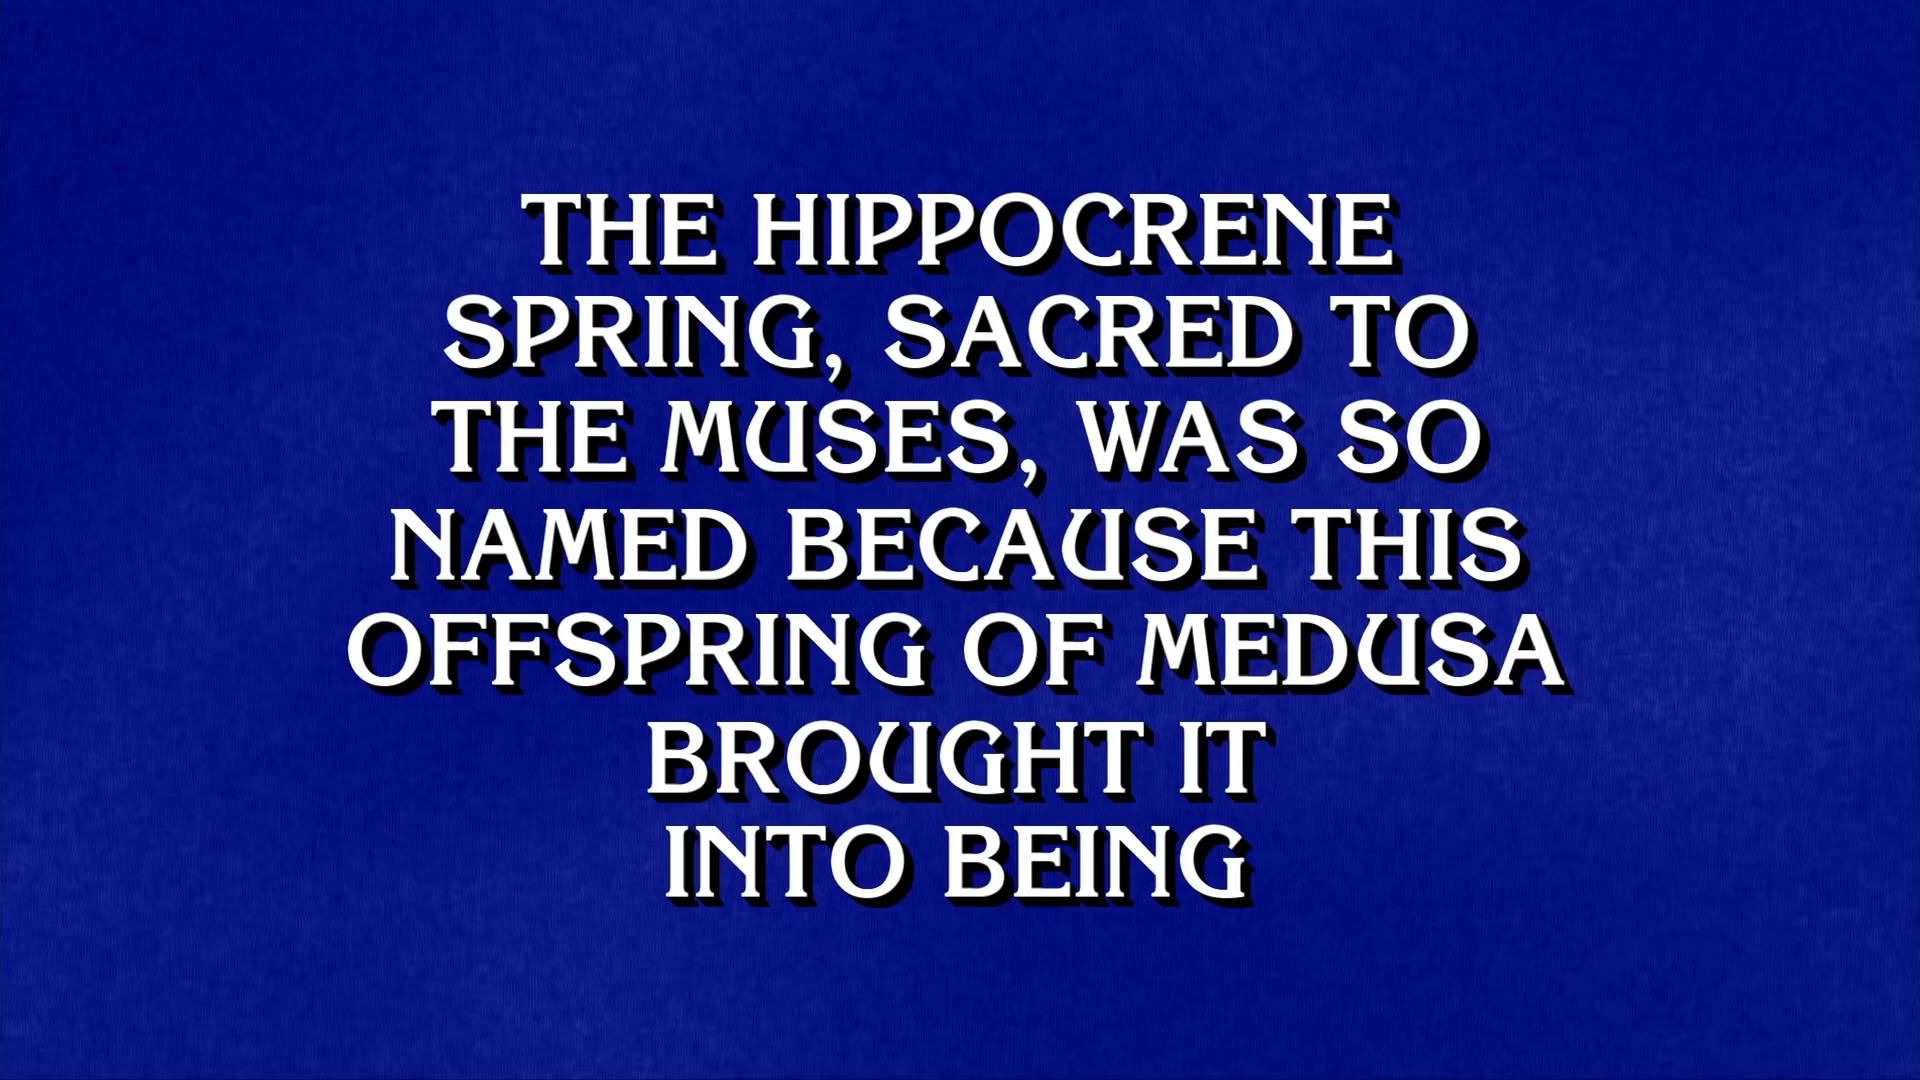 THE HIPPOCRENE
SPRING, SACRED TO
THE MUSES, WAS SO
NAMED BECAUSE THIS
OFFSPRING OF MEDUSA
BROUGHT IT
INTO BEING